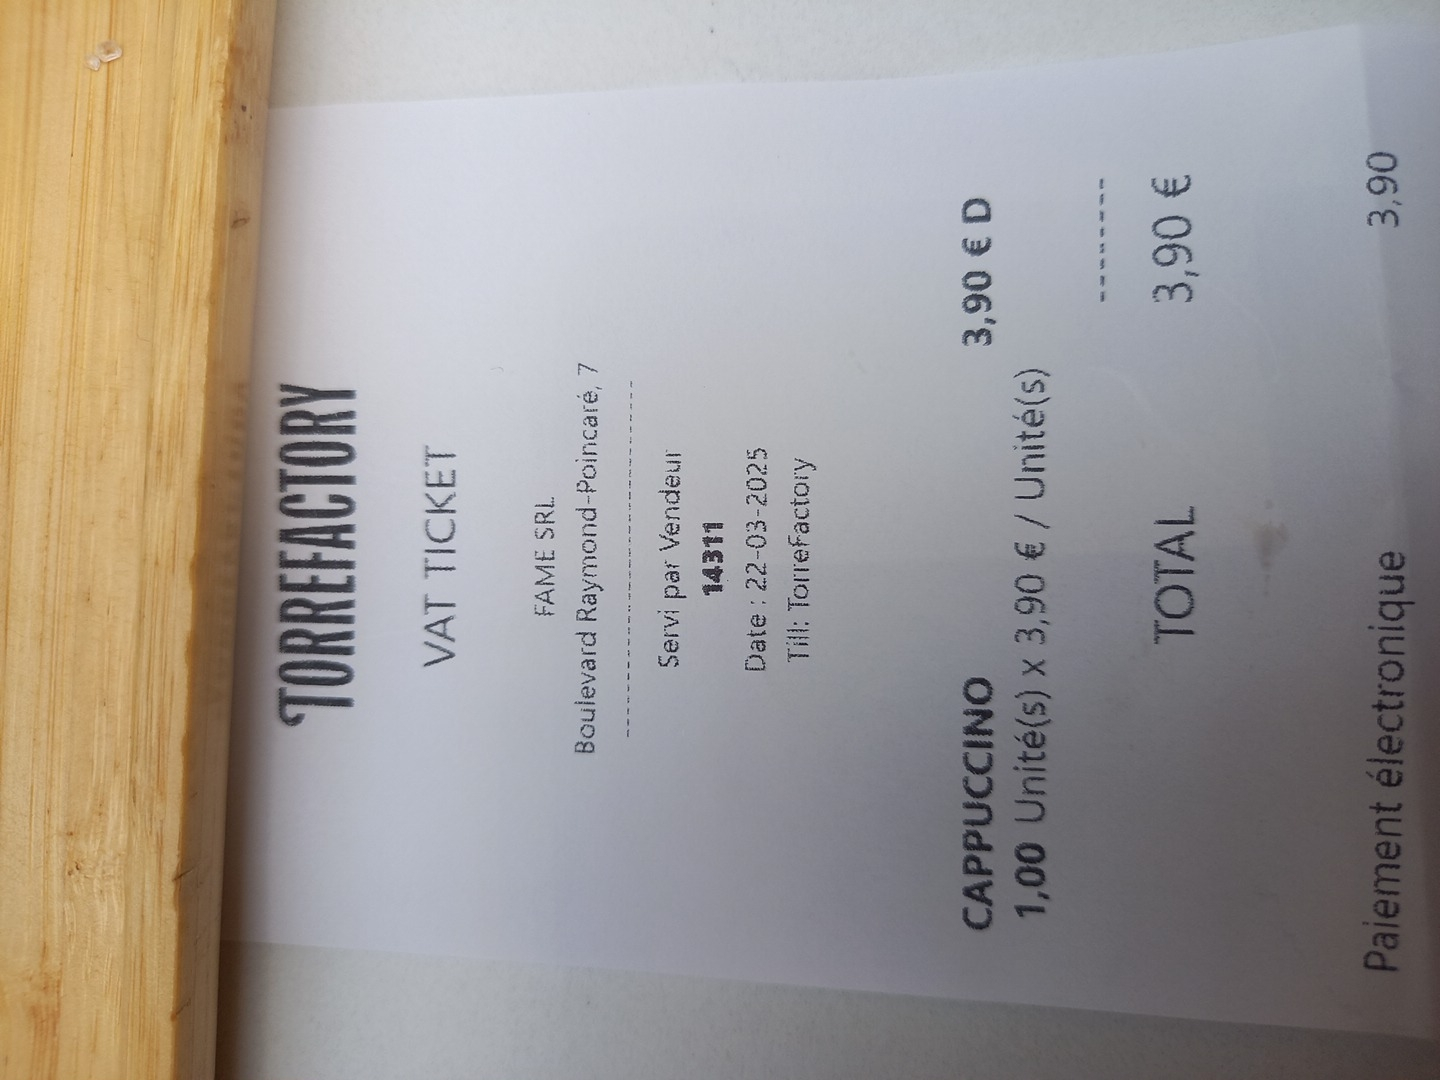 TORREFACTORY
VAT TICKET
FAME SRL
Boulevard Raymond-Poincaré, 7
--------------------------------
Servi par Vendeur
14311
Date : 22-03-2025
Till: Torrefactory
CAPPUCCINO 3,90 € D
1,00 Unité(s) x 3,90 € / Unité(s)
--------
TOTAL 3,90 €
Paiement électronique 3,90